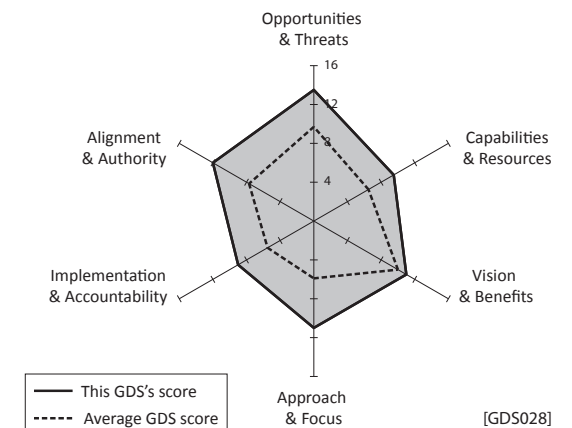 Opportunities
& Threats
16
12
8
4
Alignment
& Authority
Capabilities
& Resources
Implementation
& Accountability
Vision
& Benefits
This GDS's score
Average GDS score
Approach
& Focus
[GDS028]